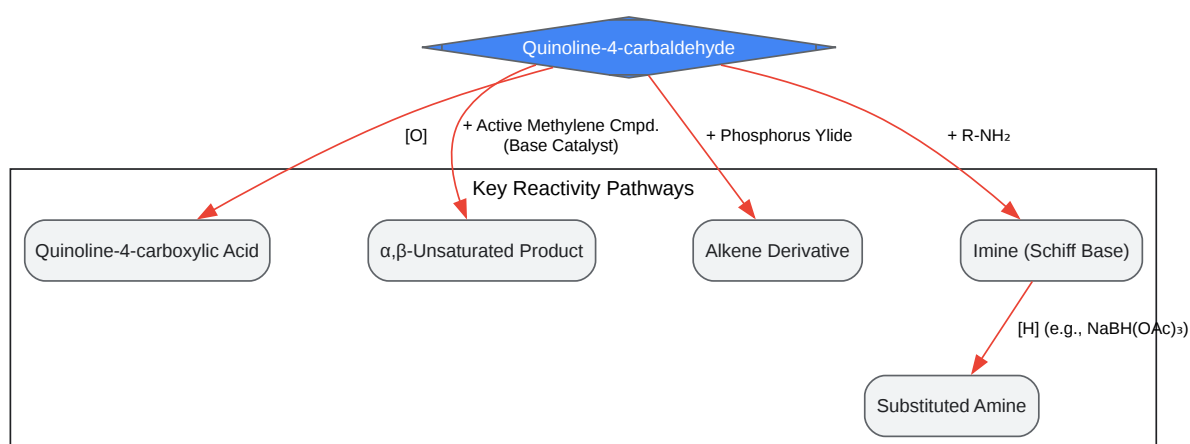 Quinoline-4-carbaldehyde
[O]
+ Active Methylene Cmpd.
(Base Catalyst)
+ Phosphorus Ylide
+ R-NH₂
Key Reactivity Pathways
Quinoline-4-carboxylic Acid
α,β-Unsaturated Product
Alkene Derivative
Imine (Schiff Base)
[H] (e.g., NaBH(OAc)₃)
Substituted Amine